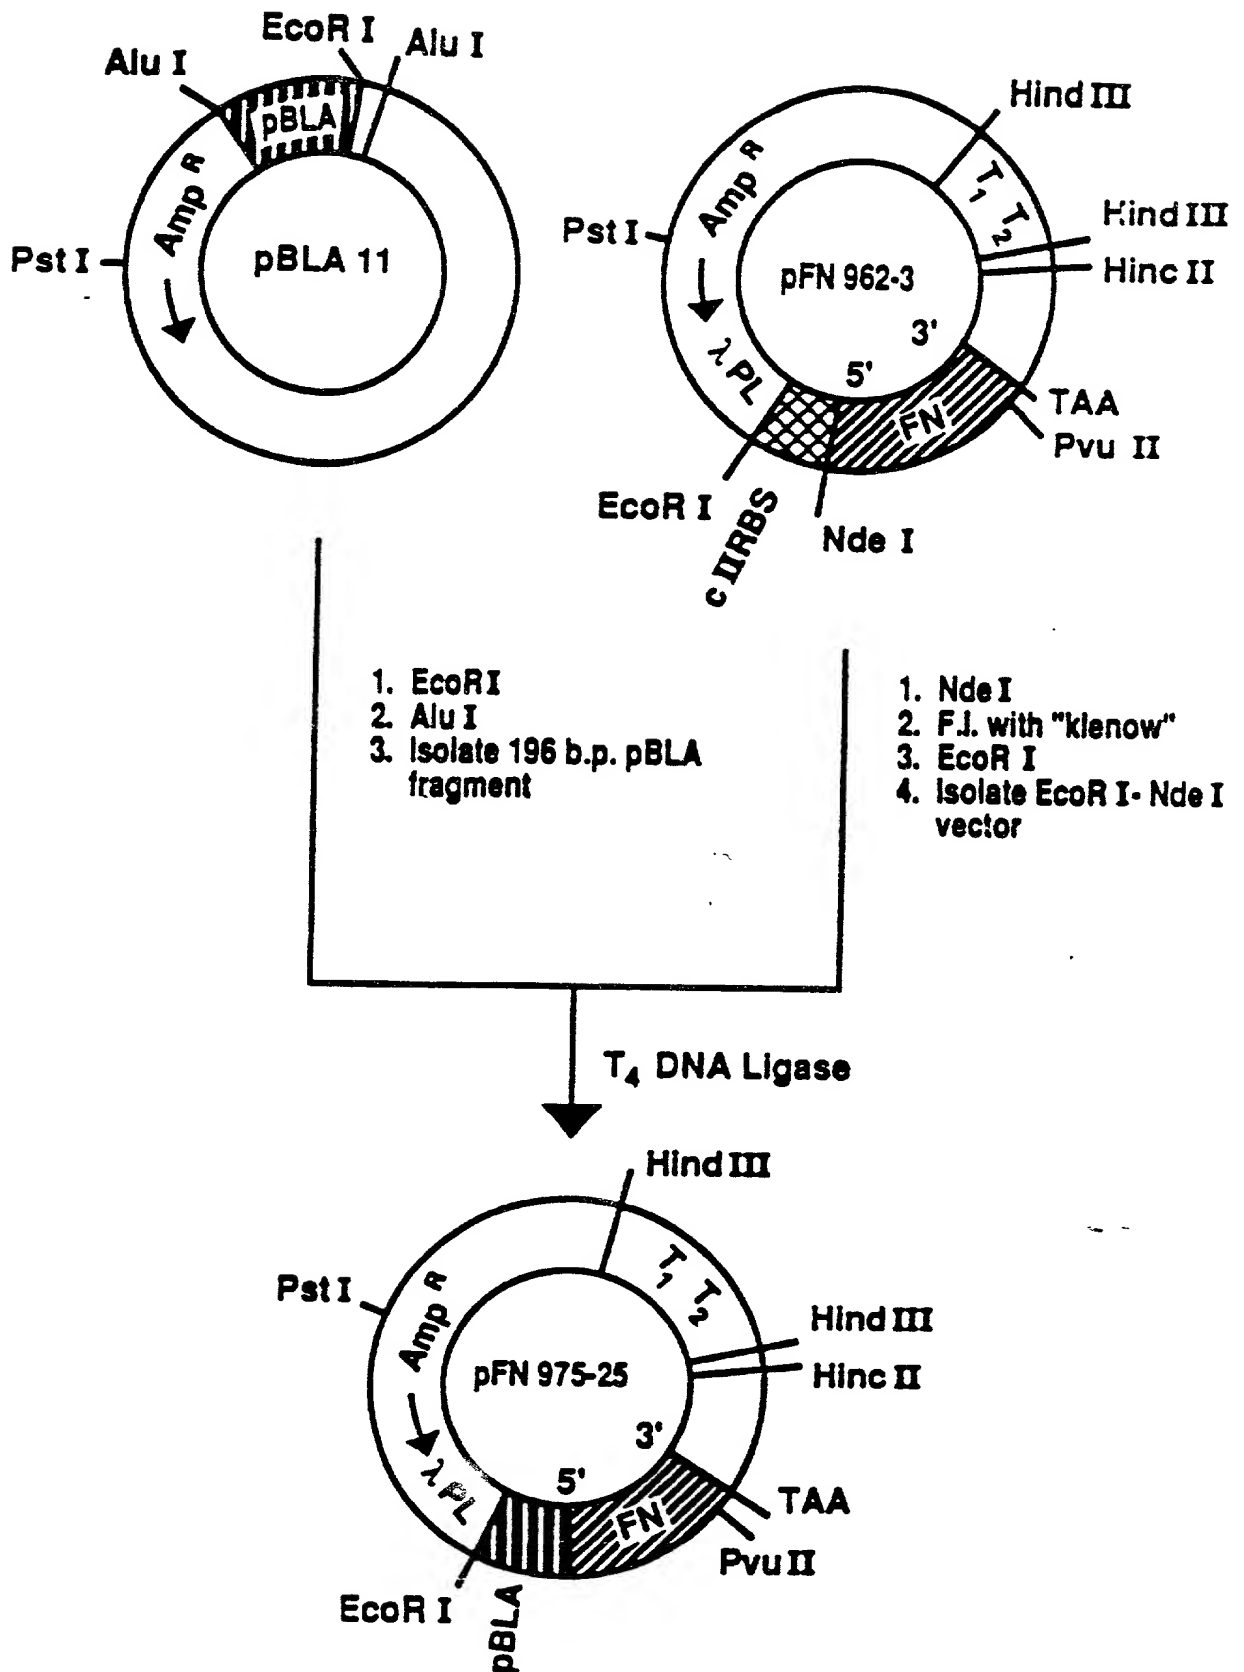 EcoR I
Alu I
Alu I
pBLA
Amp R
Pst I
pBLA 11
Hind III
Amp R
T1 T2
Pst I
Hind III
Hinc II
pFN 962-3
3'
5'
λ PL
FN
TAA
Pvu II
EcoR I
c II RBS
Nde I
1. EcoR I
2. Alu I
3. Isolate 196 b.p. pBLA
fragment
1. Nde I
2. F.I. with "klenow"
3. EcoR I
4. Isolate EcoR I - Nde I
vector
T4 DNA Ligase
Hind III
T1 T2
Pst I
Amp R
Hind III
Hinc II
pFN 975-25
3'
5'
λ PL
FN
TAA
Pvu II
EcoR I
pBLA